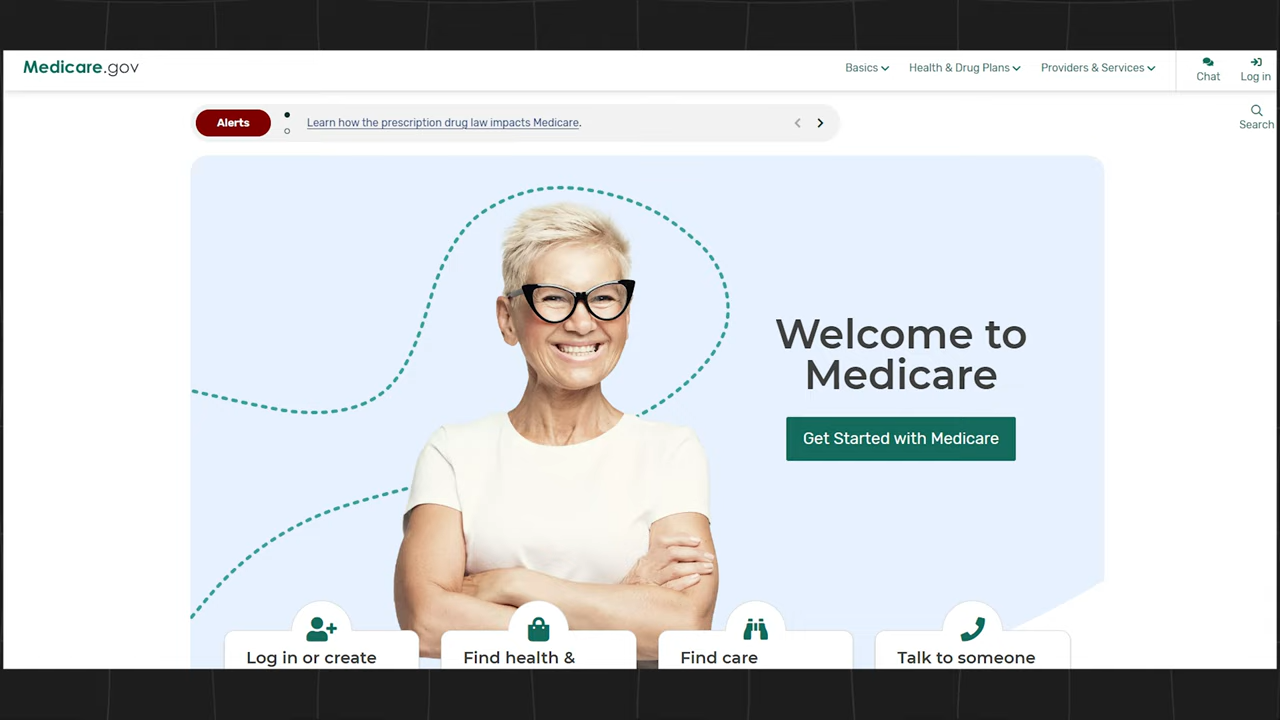 Medicare.gov
Basics
Health & Drug Plans
Providers & Services
Chat
Log in
Search
Alerts
Learn how the prescription drug law impacts Medicare.
Welcome to
Medicare
Get Started with Medicare
Log in or create
Find health &
Find care
Talk to someone